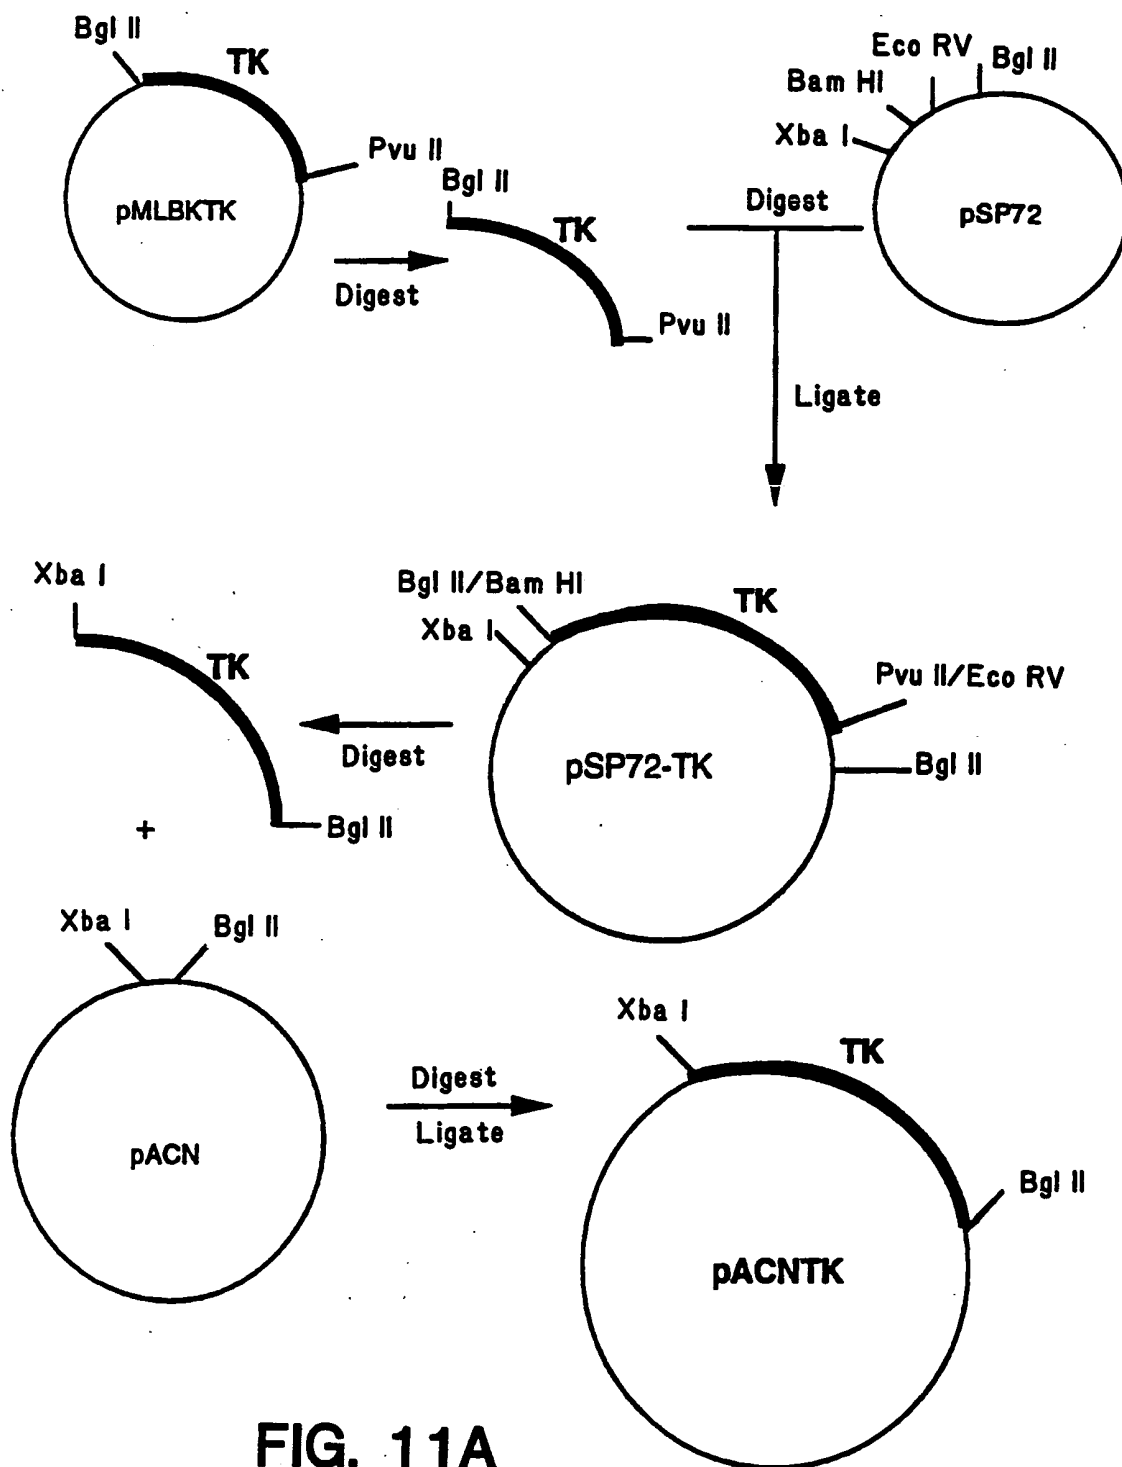 Bgl II
TK
Pvu II
pMLBKTK
Digest
Bgl II
TK
Pvu II
Eco RV
Bgl II
Bam HI
Xba I
pSP72
Digest
Ligate
Xba I
TK
Bgl II
Digest
Bgl II/Bam HI
Xba I
TK
Pvu II/Eco RV
Bgl II
pSP72-TK
+
Xba I
Bgl II
pACN
Digest
Ligate
Xba I
TK
Bgl II
pACNTK
FIG. 11A